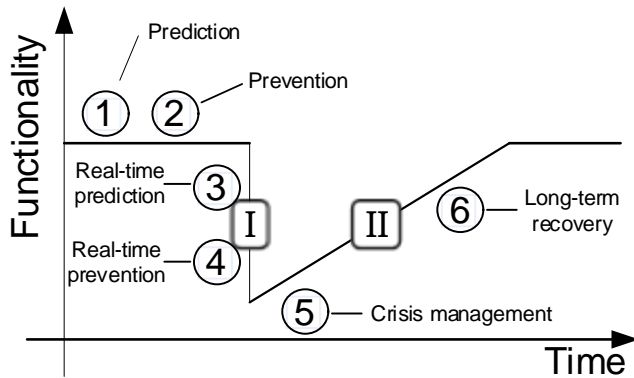 Prediction
1
2
Prevention
Functionality
Real-time
prediction
3
I
II
6
Long-term
recovery
Real-time
prevention
4
5
Crisis management
Time